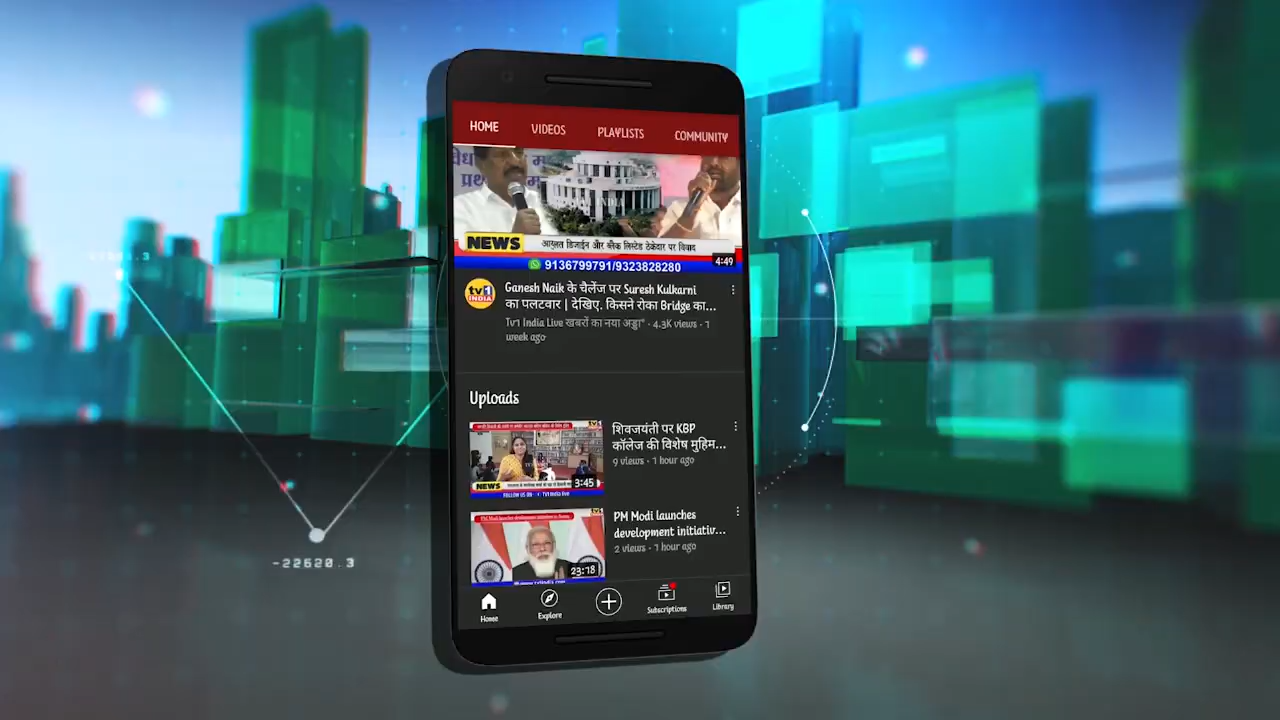 HOME VIDEOS PLAYLISTS COMMUNITY
NEWS
9136799791/9323828280
4:49
tv1 INDIA
Ganesh Naik के चैलेंज पर Suresh Kulkarni
का पलटवार | देखिए, किसने रोका Bridge का...
Tv1 India Live खबरों का नया अड्डा" · 4.3K views · 1
week ago
Uploads
शिवजयंती पर KBP
कॉलेज की विशेष मुहिम...
9 views · 1 hour ago
NEWS
3:45
PM Modi launches
development initiativ...
2 views · 1 hour ago
23:18
Home Explore Subscriptions Library
-22620.3